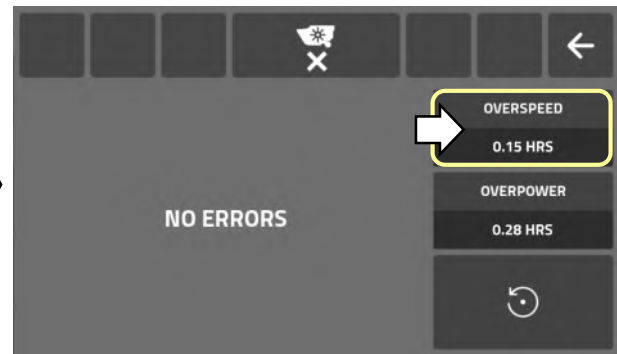 OVERSPEED
0.15 HRS
OVERPOWER
0.28 HRS
NO ERRORS